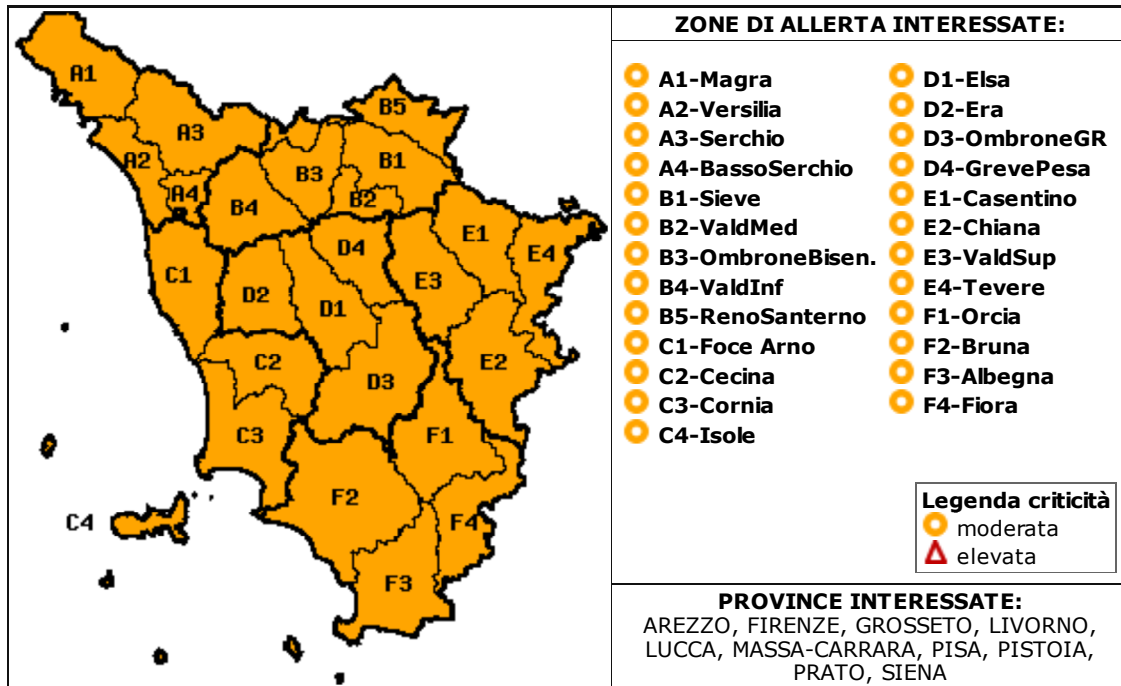 A1
A3
A2
A4
B5
B1
B3
B2
B4
E1
E4
D4
E3
C1
D2
D1
C2
E2
D3
C3
F1
F2
F4
C4
F3
ZONE DI ALLERTA INTERESSATE:
A1-Magra
A2-Versilia
A3-Serchio
A4-BassoSerchio
B1-Sieve
B2-ValdMed
B3-OmbroneBisen.
B4-ValdInf
B5-RenoSanterno
C1-Foce Arno
C2-Cecina
C3-Cornia
C4-Isole
D1-Elsa
D2-Era
D3-OmbroneGR
D4-GrevePesa
E1-Casentino
E2-Chiana
E3-ValdSup
E4-Tevere
F1-Orcia
F2-Bruna
F3-Albegna
F4-Fiora
Legenda criticità
moderata
elevata
PROVINCE INTERESSATE:
AREZZO, FIRENZE, GROSSETO, LIVORNO,
LUCCA, MASSA-CARRARA, PISA, PISTOIA,
PRATO, SIENA